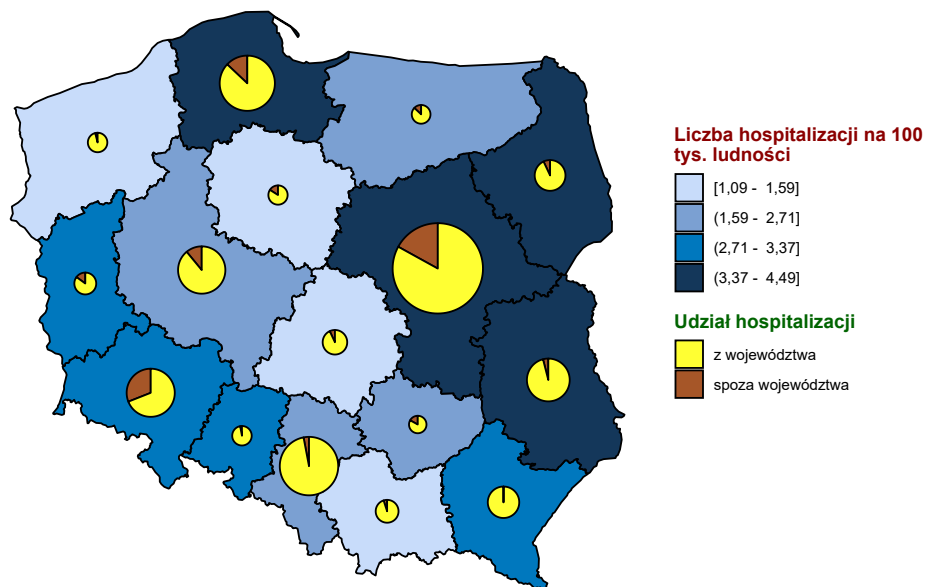 Liczba hospitalizacji na 100
tys. ludności
[1,09 - 1,59]
(1,59 - 2,71]
(2,71 - 3,37]
(3,37 - 4,49]
Udział hospitalizacji
z województwa
spoza województwa